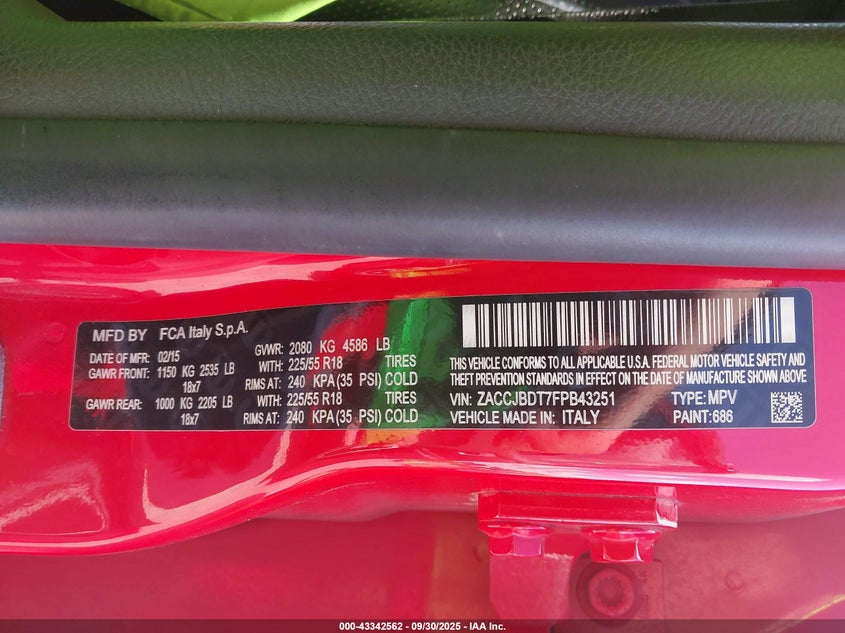 MFD BY FCA Italy S.p.A.
DATE OF MFR: 02/15 GVWR: 2080 KG 4586 LB
GAWR FRONT: 1150 KG 2535 LB WITH: 225/55 R18 TIRES
18x7 RIMS AT: 240 KPA (35 PSI) COLD
GAWR REAR: 1000 KG 2205 LB WITH: 225/55 R18 TIRES
18x7 RIMS AT: 240 KPA (35 PSI) COLD
THIS VEHICLE CONFORMS TO ALL APPLICABLE U.S.A. FEDERAL MOTOR VEHICLE SAFETY AND
THEFT PREVENTION STANDARDS IN EFFECT ON THE DATE OF MANUFACTURE SHOWN ABOVE.
VIN: ZACCJBDT7FPB43251 TYPE: MPV
VEHICLE MADE IN: ITALY PAINT: 686
000-43342562 - 09/30/2025 - IAA Inc.